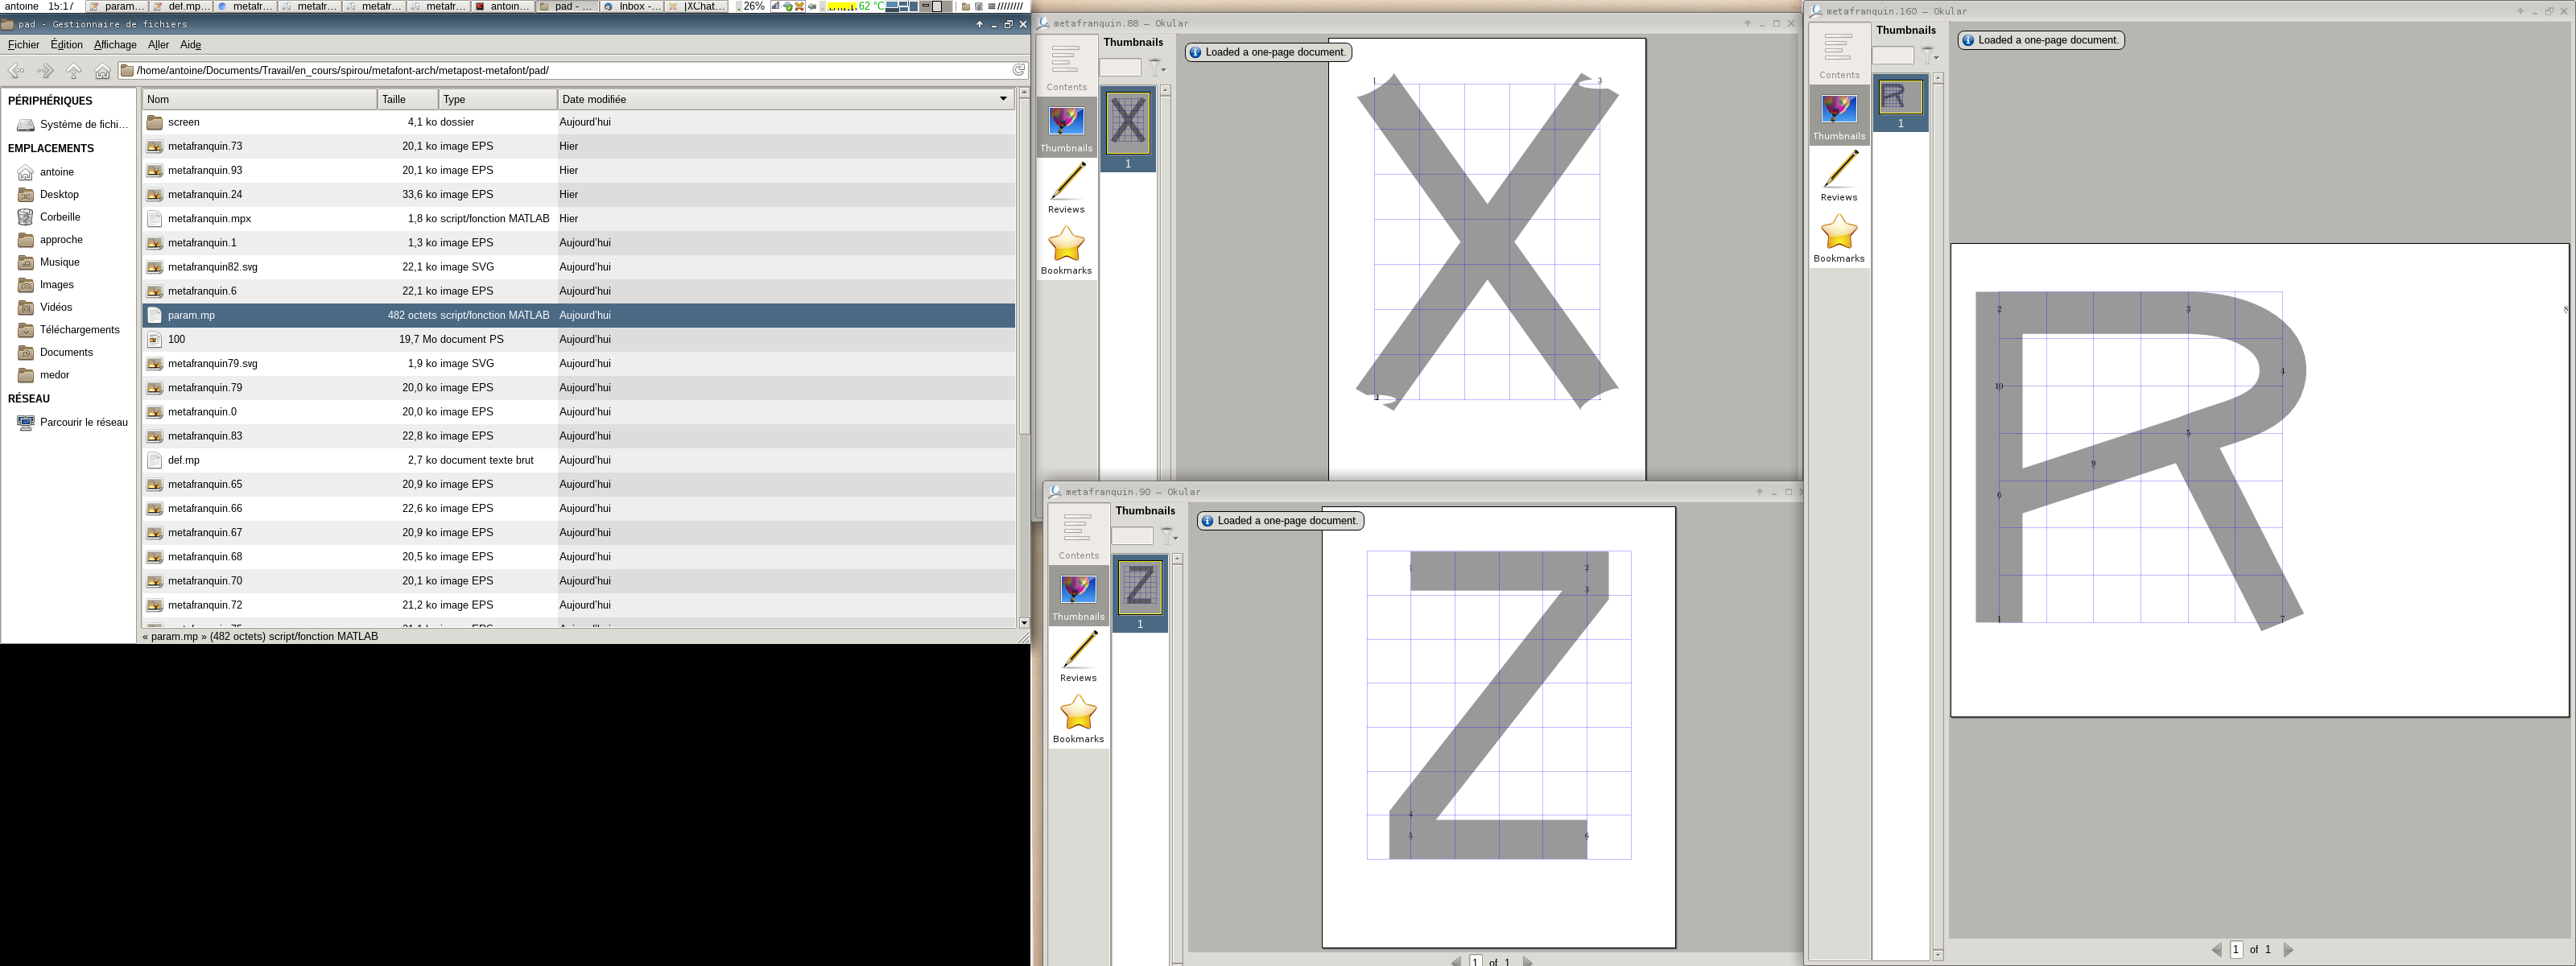 antoine 15:17 param... def.mp... metafr... metafr... metafr... metafr... antoin... pad - ... Inbox -... |XChat... 26% 62 °C
pad - Gestionnaire de fichiers
Fichier Édition Affichage Aller Aide
/home/antoine/Documents/Travail/en_cours/spirou/metafont-arch/metapost-metafont/pad/
PÉRIPHÉRIQUES
Système de fichi...
EMPLACEMENTS
antoine
Desktop
Corbeille
approche
Musique
Images
Vidéos
Téléchargements
Documents
medor
RÉSEAU
Parcourir le réseau
Nom Taille Type Date modifiée
screen 4,1 ko dossier Aujourd'hui
metafranquin.73 20,1 ko image EPS Hier
metafranquin.93 20,1 ko image EPS Hier
metafranquin.24 33,6 ko image EPS Hier
metafranquin.mpx 1,8 ko script/fonction MATLAB Hier
metafranquin.1 1,3 ko image EPS Aujourd'hui
metafranquin82.svg 22,1 ko image SVG Aujourd'hui
metafranquin.6 22,1 ko image EPS Aujourd'hui
param.mp 482 octets script/fonction MATLAB Aujourd'hui
100 19,7 Mo document PS Aujourd'hui
metafranquin79.svg 1,9 ko image SVG Aujourd'hui
metafranquin.79 20,0 ko image EPS Aujourd'hui
metafranquin.0 20,0 ko image EPS Aujourd'hui
metafranquin.83 22,8 ko image EPS Aujourd'hui
def.mp 2,7 ko document texte brut Aujourd'hui
metafranquin.65 20,9 ko image EPS Aujourd'hui
metafranquin.66 22,6 ko image EPS Aujourd'hui
metafranquin.67 20,9 ko image EPS Aujourd'hui
metafranquin.68 20,5 ko image EPS Aujourd'hui
metafranquin.70 20,1 ko image EPS Aujourd'hui
metafranquin.72 21,2 ko image EPS Aujourd'hui
« param.mp » (482 octets) script/fonction MATLAB
metafranquin.88 – Okular
Contents
Thumbnails
Reviews
Bookmarks
Thumbnails
1
Loaded a one-page document.
1 3
X
2
metafranquin.90 – Okular
Contents
Thumbnails
Reviews
Bookmarks
Thumbnails
1
Loaded a one-page document.
1 2
3
Z
4
5 6
1 of 1
metafranquin.160 – Okular
Contents
Thumbnails
Reviews
Bookmarks
Thumbnails
1
Loaded a one-page document.
2 3 8
4
10
R
5
9
6
1 7
1 of 1